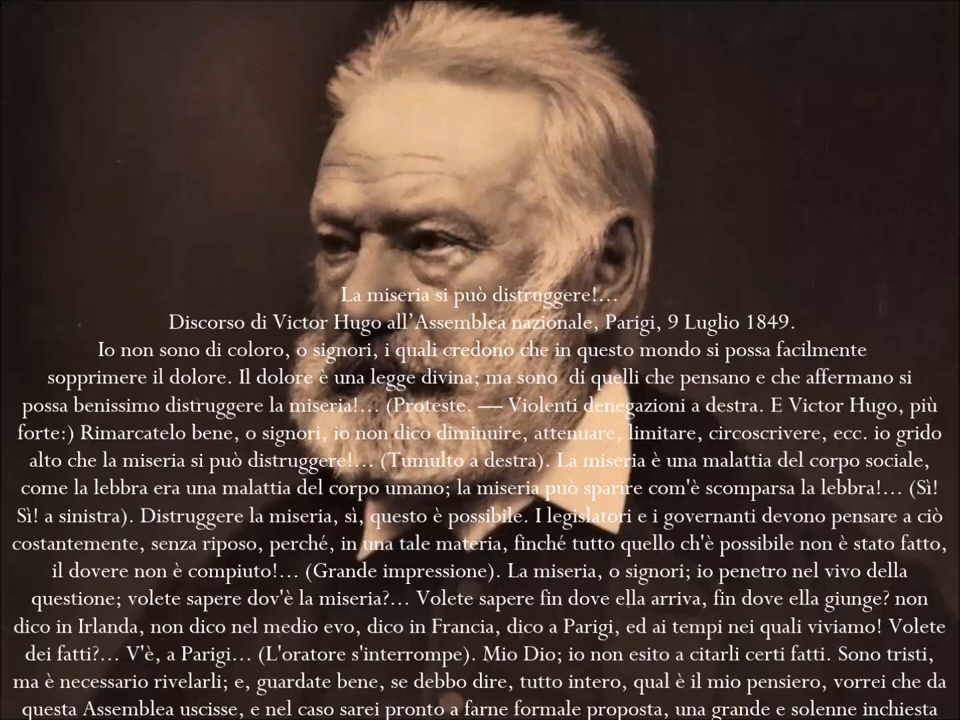 La miseria si può distruggere!...
Discorso di Victor Hugo all'Assemblea nazionale, Parigi, 9 Luglio 1849.
Io non sono di coloro, o signori, i quali credono che in questo mondo si possa facilmente
sopprimere il dolore. Il dolore è una legge divina; ma sono di quelli che pensano e che affermano si
possa benissimo distruggere la miseria!... (Proteste. — Violenti denegazioni a destra. E Victor Hugo, più
forte:) Rimarcatelo bene, o signori, io non dico diminuire, attenuare, limitare, circoscrivere, ecc. io grido
alto che la miseria si può distruggere!... (Tumulto a destra). La miseria è una malattia del corpo sociale,
come la lebbra era una malattia del corpo umano; la miseria può sparire com'è scomparsa la lebbra!... (Sì!
Sì! a sinistra). Distruggere la miseria, sì, questo è possibile. I legislatori e i governanti devono pensare a ciò
costantemente, senza riposo, perché, in una tale materia, finché tutto quello ch'è possibile non è stato fatto,
il dovere non è compiuto!... (Grande impressione). La miseria, o signori; io penetro nel vivo della
questione; volete sapere dov'è la miseria?... Volete sapere fin dove ella arriva, fin dove ella giunge? non
dico in Irlanda, non dico nel medio evo, dico in Francia, dico a Parigi, ed ai tempi nei quali viviamo! Volete
dei fatti?... V'è, a Parigi... (L'oratore s'interrompe). Mio Dio; io non esito a citarli certi fatti. Sono tristi,
ma è necessario rivelarli; e, guardate bene, se debbo dire, tutto intero, qual è il mio pensiero, vorrei che da
questa Assemblea uscisse, e nel caso sarei pronto a farne formale proposta, una grande e solenne inchiesta